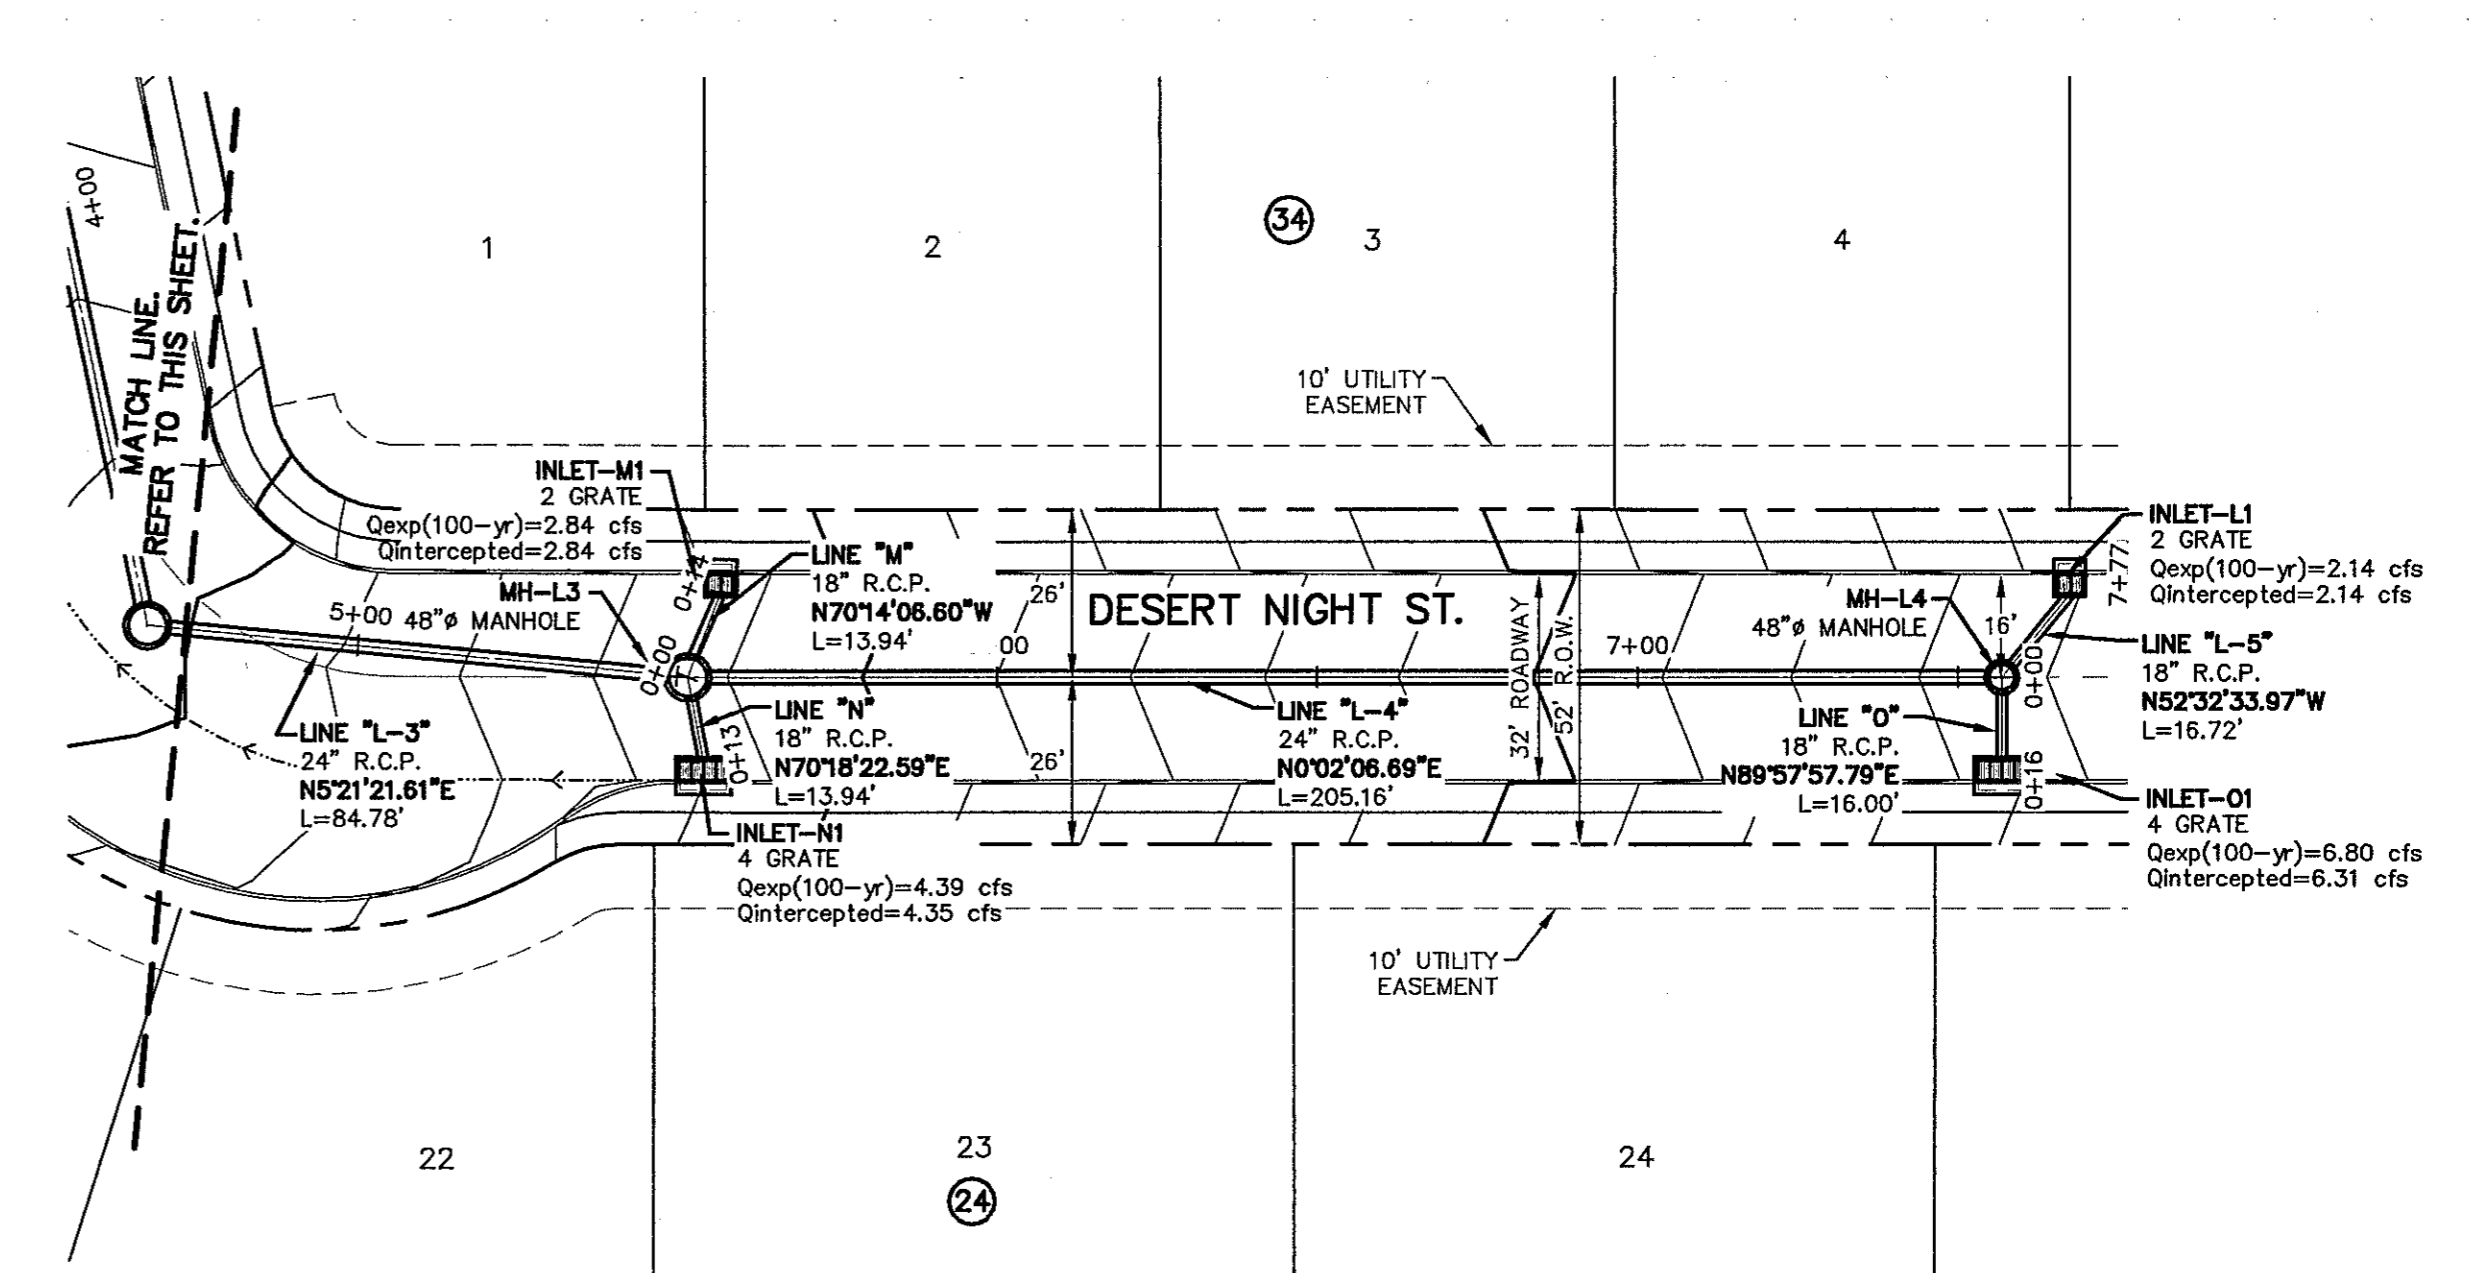 4+00
MATCH LINE.
REFER TO THIS SHEET.
1
2
34
3
4
10' UTILITY
EASEMENT
INLET-M1
2 GRATE
Qexp(100-yr)=2.84 cfs
Qintercepted=2.84 cfs
0+14
LINE "M"
18" R.C.P.
N70°14'06.60"W
L=13.94'
MH-L3
48"ø MANHOLE
5+00
0+00
00
26'
DESERT NIGHT ST.
32' ROADWAY
52' R.O.W.
7+00
MH-L4
48"ø MANHOLE
16'
INLET-L1
2 GRATE
Qexp(100-yr)=2.14 cfs
Qintercepted=2.14 cfs
7+77
0+00
LINE "L-5"
18" R.C.P.
N52°32'33.97"W
L=16.72'
LINE "L-3"
24" R.C.P.
N5°21'21.61"E
L=84.78'
0+13
LINE "N"
18" R.C.P.
N70°18'22.59"E
L=13.94'
26'
LINE "L-4"
24" R.C.P.
N0°02'06.69"E
L=205.16'
LINE "O"
18" R.C.P.
N89°57'57.79"E
L=16.00'
0+16
INLET-O1
4 GRATE
Qexp(100-yr)=6.80 cfs
Qintercepted=6.31 cfs
INLET-N1
4 GRATE
Qexp(100-yr)=4.39 cfs
Qintercepted=4.35 cfs
10' UTILITY
EASEMENT
22
23
24
24